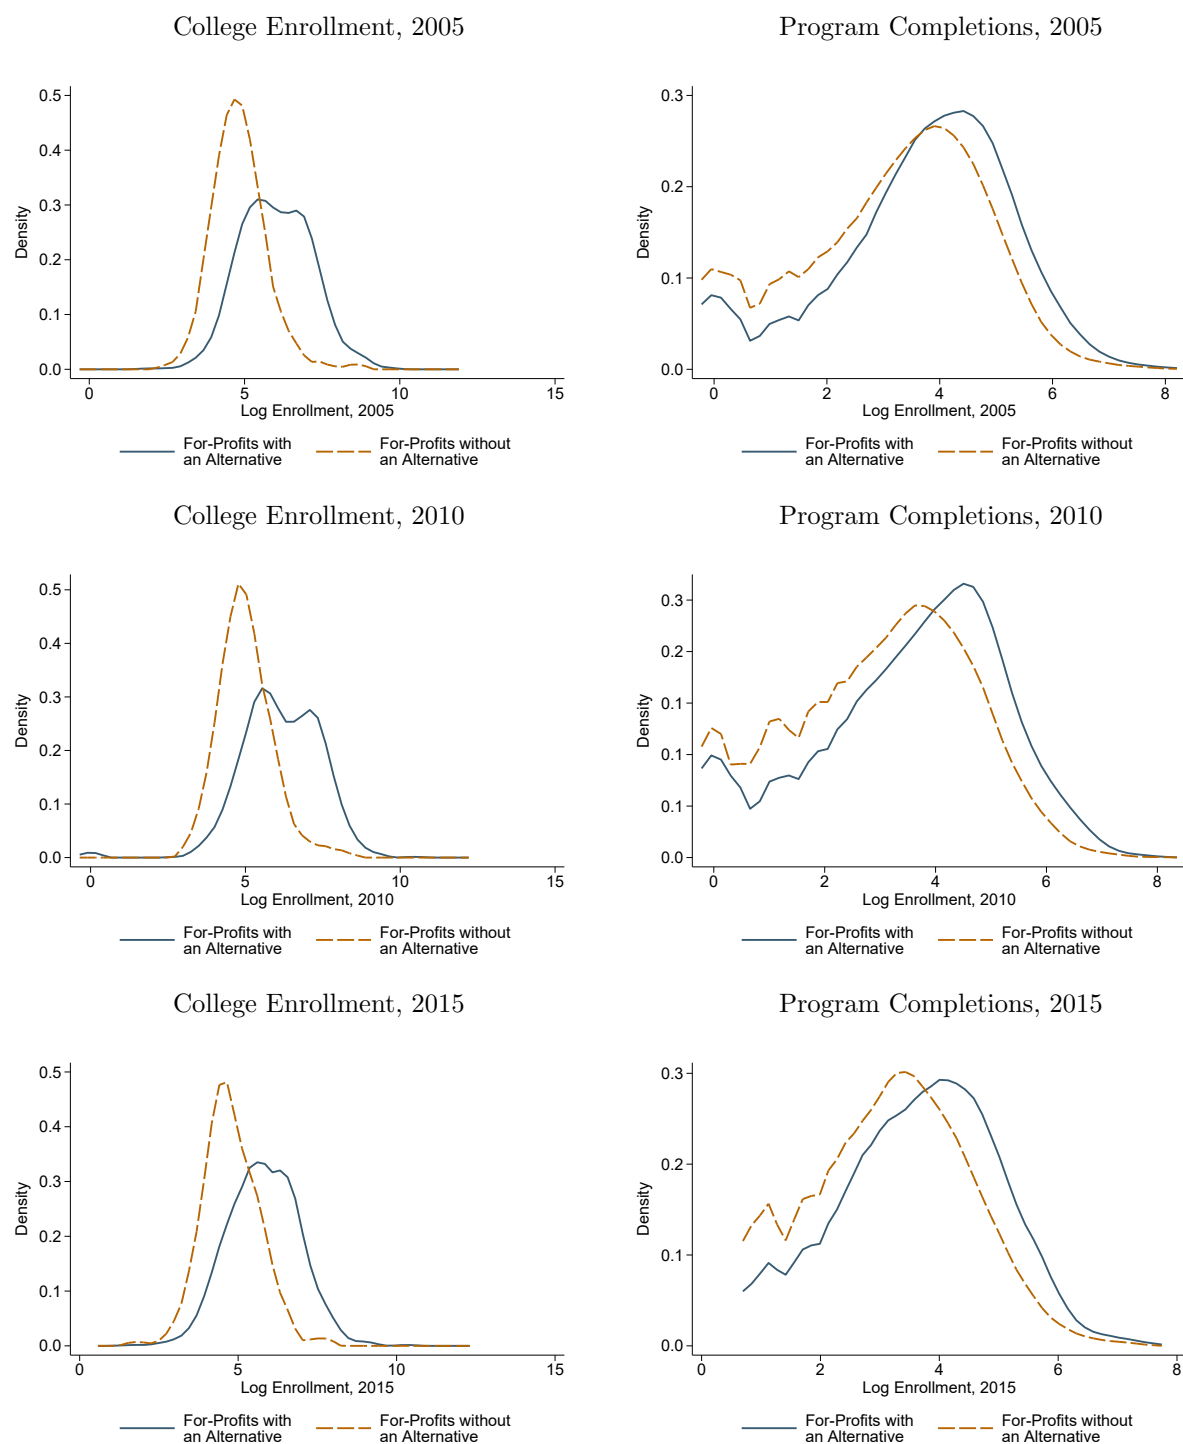 College Enrollment, 2005
0.5
0.4
0.3
0.2
0.1
0.0
Density
0
5
10
15
Log Enrollment, 2005
For-Profits with
an Alternative
For-Profits without
an Alternative
Program Completions, 2005
0.3
0.2
0.1
0.0
Density
0
2
4
6
8
Log Enrollment, 2005
For-Profits with
an Alternative
For-Profits without
an Alternative
College Enrollment, 2010
0.5
0.4
0.3
0.2
0.1
0.0
Density
0
5
10
15
Log Enrollment, 2010
For-Profits with
an Alternative
For-Profits without
an Alternative
Program Completions, 2010
0.3
0.2
0.1
0.1
0.1
0.0
Density
0
2
4
6
8
Log Enrollment, 2010
For-Profits with
an Alternative
For-Profits without
an Alternative
College Enrollment, 2015
0.5
0.4
0.3
0.2
0.1
0.0
Density
0
5
10
15
Log Enrollment, 2015
For-Profits with
an Alternative
For-Profits without
an Alternative
Program Completions, 2015
0.3
0.2
0.1
0.0
Density
0
2
4
6
8
Log Enrollment, 2015
For-Profits with
an Alternative
For-Profits without
an Alternative